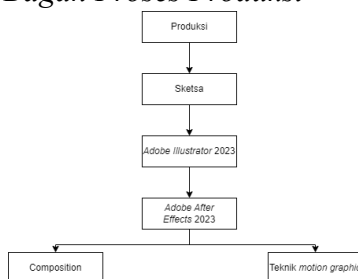 Bagan Proses Produksi
Produksi
Sketsa
Adobe Illustrator 2023
Adobe After
Effects 2023
Composition
Teknik motion graphic